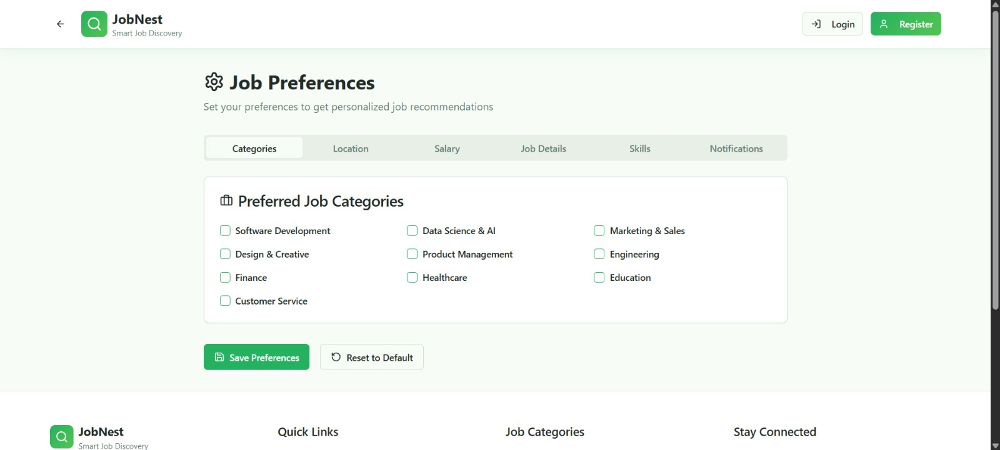 JobNest
Smart Job Discovery
Login
Register
Job Preferences
Set your preferences to get personalized job recommendations
Categories Location Salary Job Details Skills Notifications
Preferred Job Categories
Software Development Data Science & AI Marketing & Sales
Design & Creative Product Management Engineering
Finance Healthcare Education
Customer Service
Save Preferences Reset to Default
JobNest Quick Links Job Categories Stay Connected
Smart Job Discovery